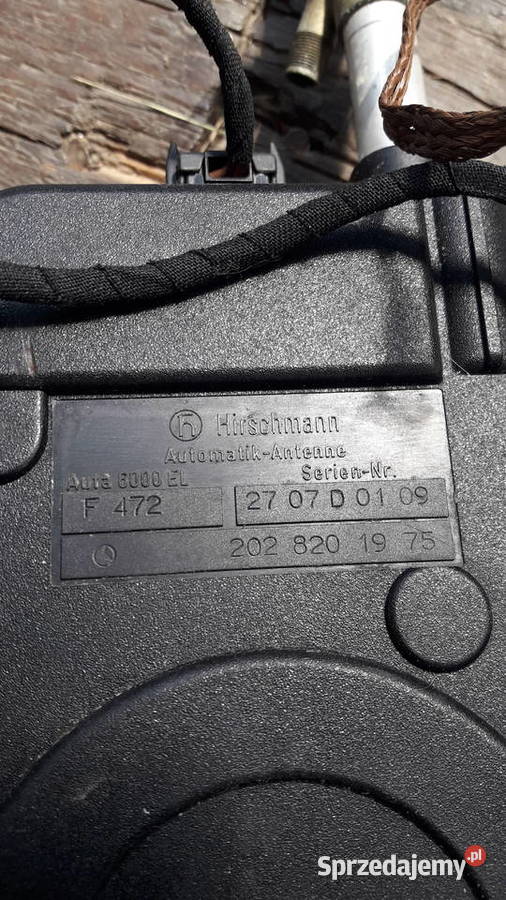 Hirschmann
Automatik-Antenne
Auta 6000 EL Serien-Nr.
F 472 27 07 D 01 09
202 820 19 75
Sprzedajemy.pl